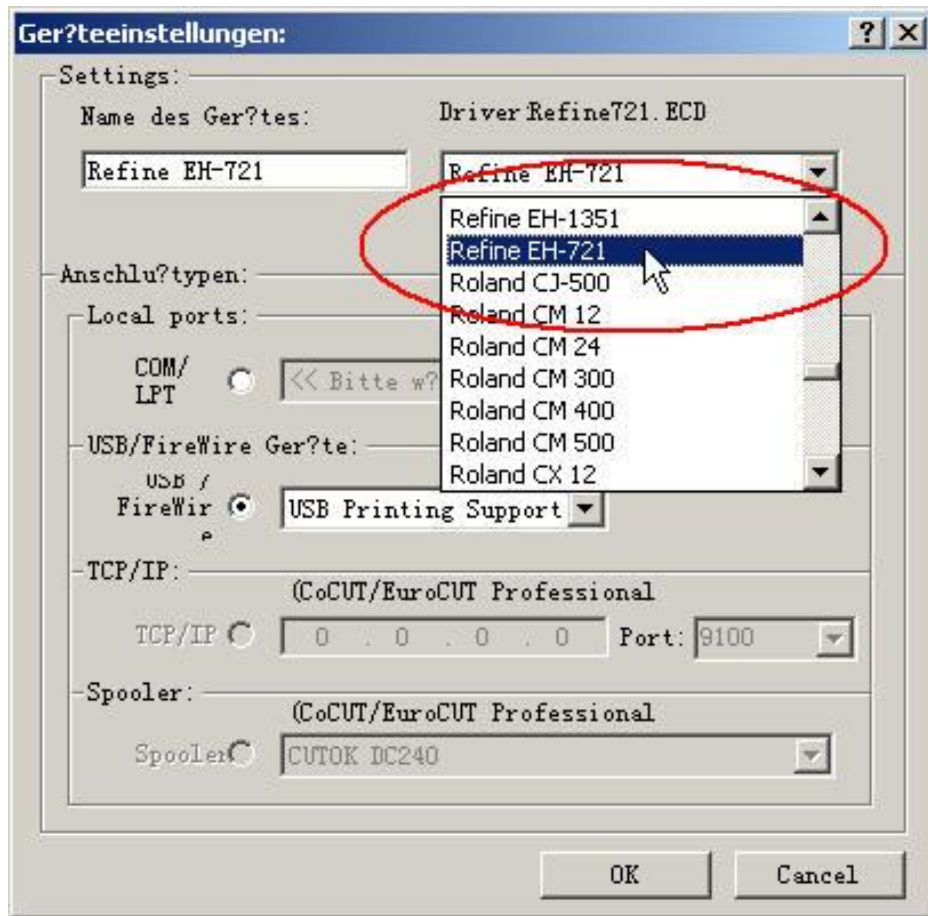 Ger?teeinstellungen:
Settings:
Name des Ger?tes:
Driver:Refine721.ECD
Refine EH-721
Refine EH-721
Refine EH-1351
Refine EH-721
Roland CJ-500
Roland CM 12
Roland CM 24
Roland CM 300
Roland CM 400
Roland CM 500
Roland CX 12
Anschlu?typen:
Local ports:
COM/
LPT
<< Bitte w?
USB/FireWire Ger?te:
USB /
FireWir
e
USB Printing Support
TCP/IP:
(CoCUT/EuroCUT Professional
TCP/IP
0 . 0 . 0 . 0
Port: 9100
Spooler:
(CoCUT/EuroCUT Professional
Spooler
CUTOK DC240
OK
Cancel